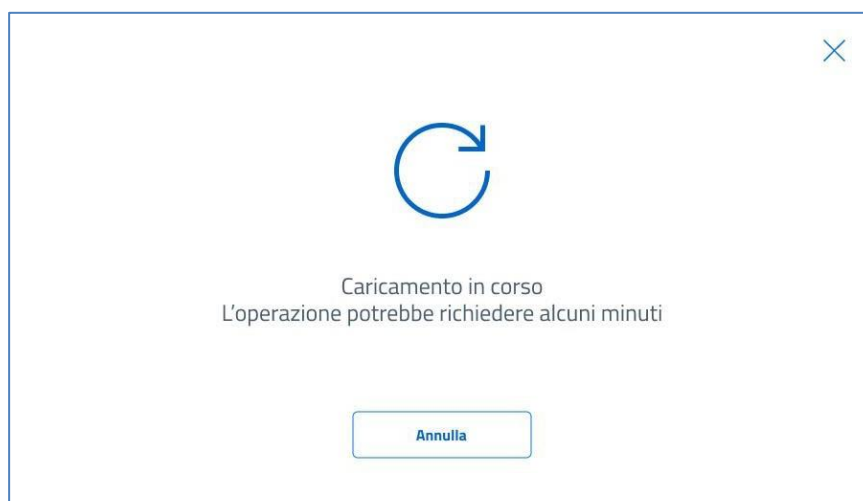 Caricamento in corso
L’operazione potrebbe richiedere alcuni minuti
Annulla